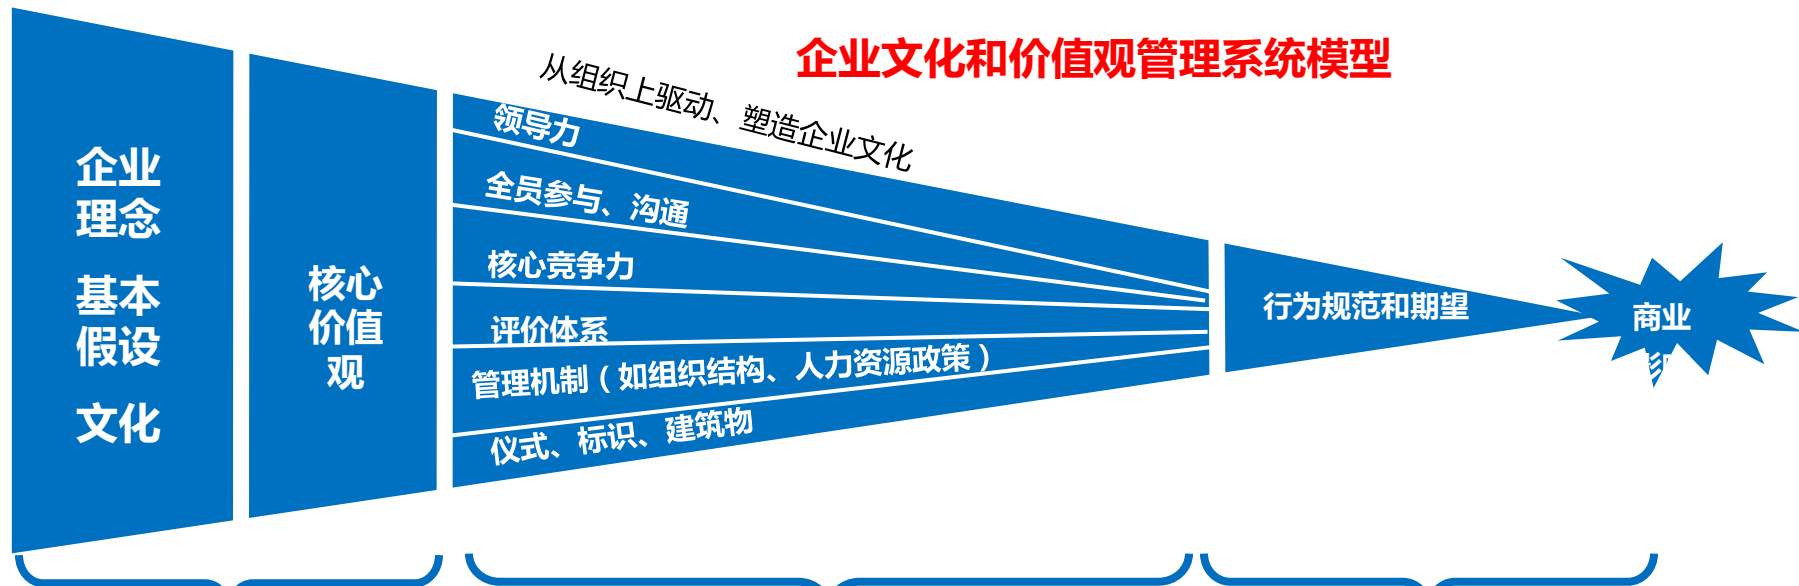 企业文化和价值观管理系统模型
从组织上驱动、塑造企业文化
企业
理念
基本
假设
文化
核心
价值
观
领导力
全员参与、沟通
核心竞争力
评价体系
管理机制（如组织结构、人力资源政策）
仪式、标识、建筑物
行为规范和期望
商业